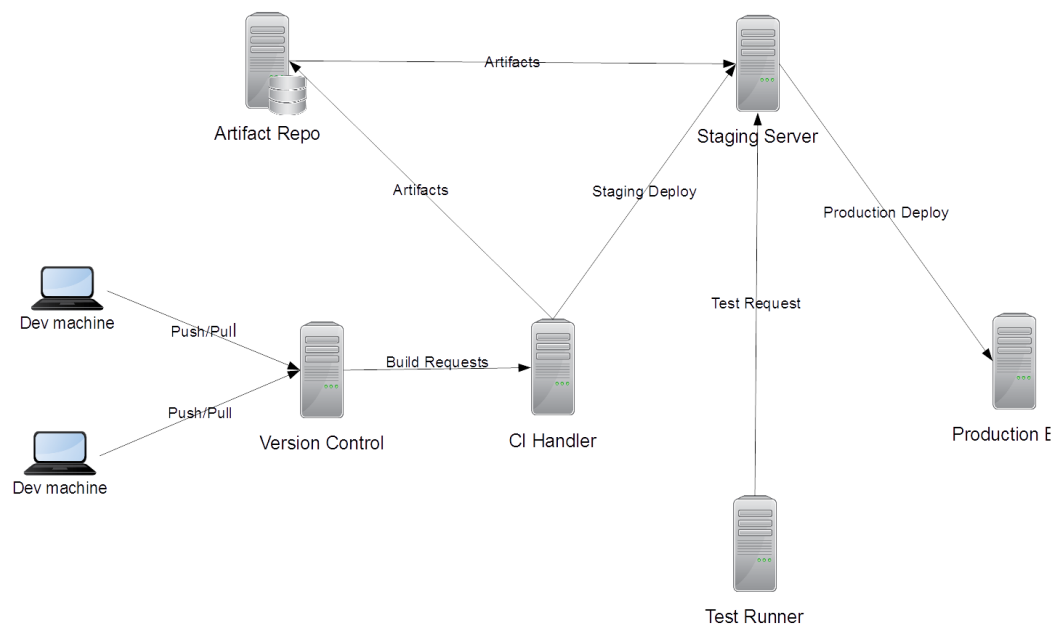 Artifacts
Artifact Repo
Staging Server
Artifacts
Staging Deploy
Production Deploy
Test Request
Dev machine
Push/Pull
Build Requests
Push/Pull
Version Control
CI Handler
Production
Dev machine
Test Runner